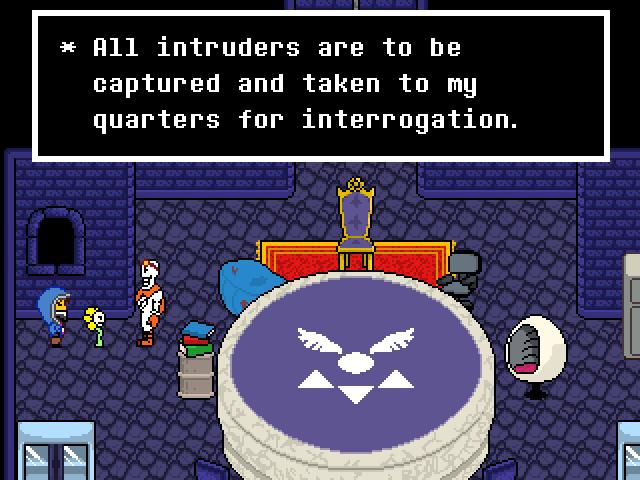 * All intruders are to be
captured and taken to my
quarters for interrogation.